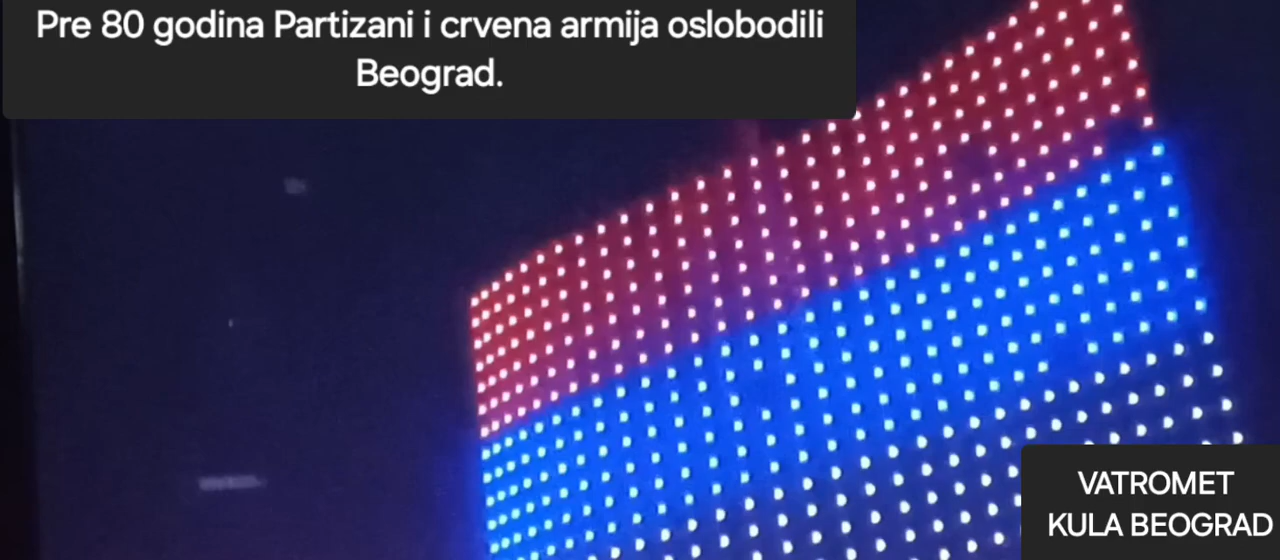 Pre 80 godina Partizani i crvena armija oslobodili
Beograd.
VATROMET
KULA BEOGRAD